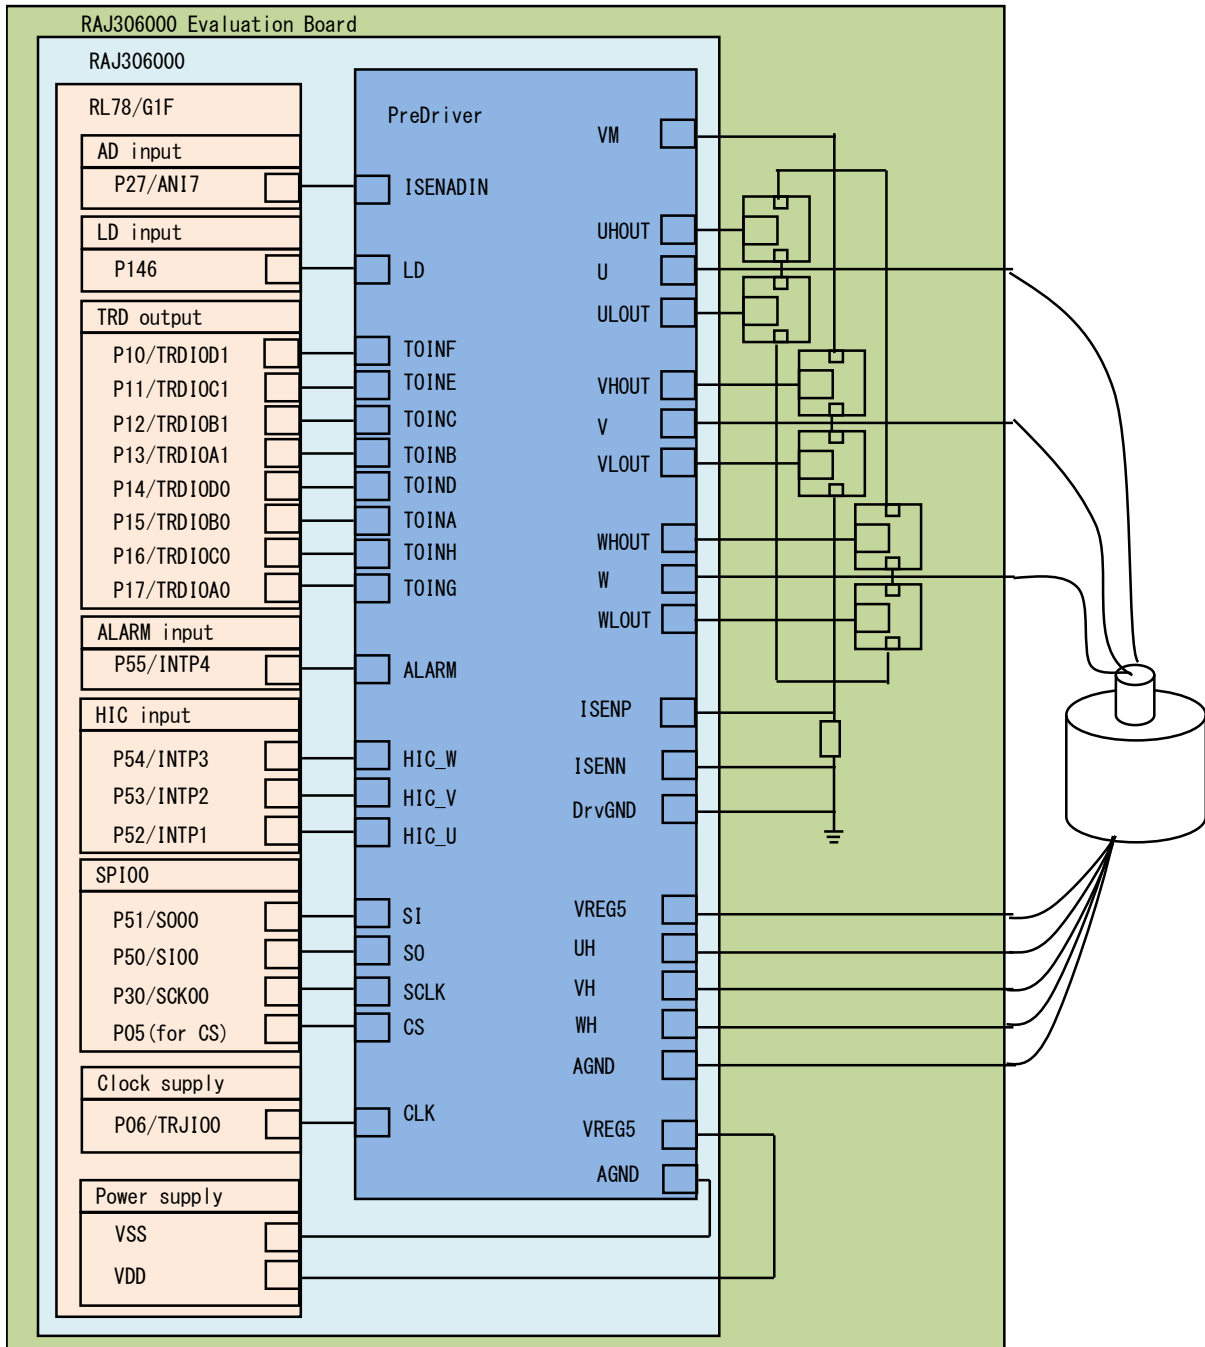 RAJ306000 Evaluation Board
RAJ306000
RL78/G1F
AD input
P27/ANI7
LD input
P146
TRD output
P10/TRDIOD1
P11/TRDIOC1
P12/TRDIOB1
P13/TRDIOA1
P14/TRDIOD0
P15/TRDIOB0
P16/TRDIOC0
P17/TRDIOA0
ALARM input
P55/INTP4
HIC input
P54/INTP3
P53/INTP2
P52/INTP1
SPI00
P51/SO00
P50/SI00
P30/SCK00
P05(for CS)
Clock supply
P06/TRJIO0
Power supply
VSS
VDD
PreDriver
ISENADIN
LD
TOINF
TOINE
TOINC
TOINB
TOIND
TOINA
TOINH
TOING
ALARM
HIC_W
HIC_V
HIC_U
SI
SO
SCLK
CS
CLK
VM
UHOUT
U
ULOUT
VHOUT
V
VLOUT
WHOUT
W
WLOUT
ISENP
ISENN
DrvGND
VREG5
UH
VH
WH
AGND
VREG5
AGND